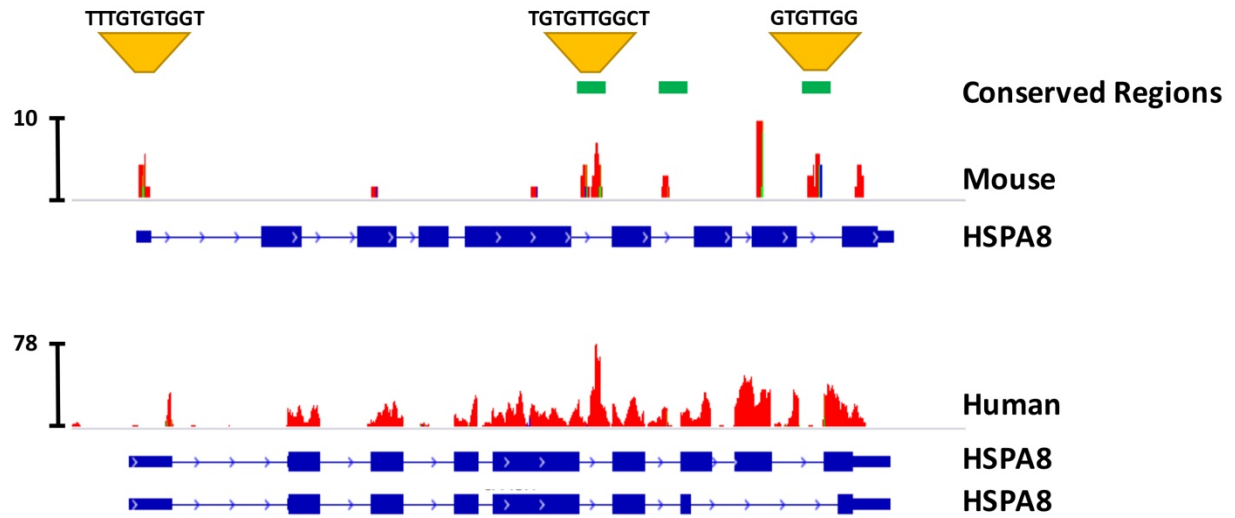 TTTGTGTGGT TGTGTTGGCT GTGTTGG
Conserved Regions
10
Mouse
HSPA8
78
Human
HSPA8
HSPA8